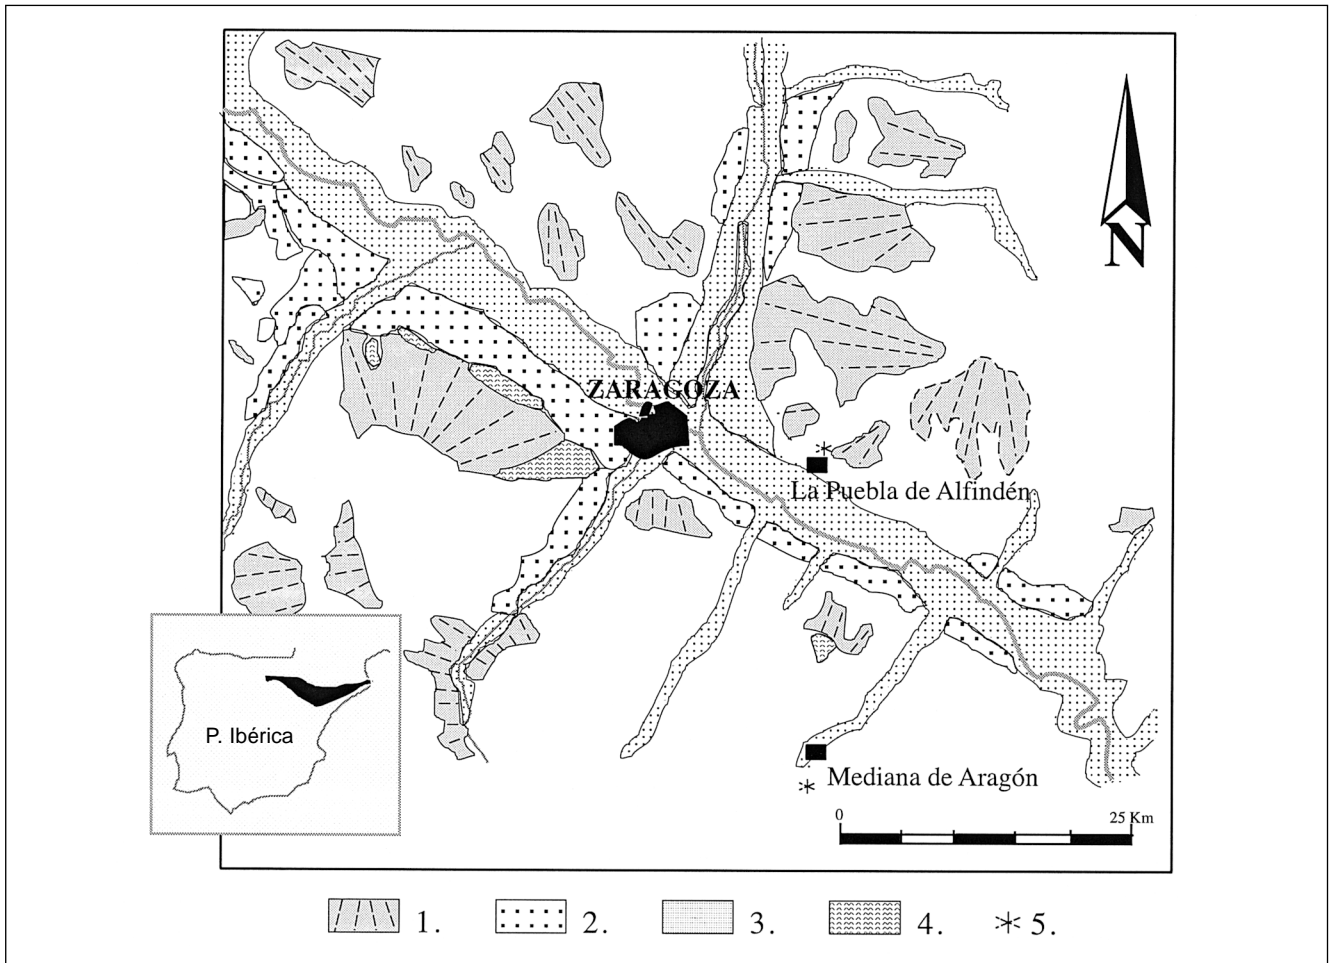 N
ZARAGOZA
La Puebla de Alfindén
P. Ibérica
Mediana de Aragón
0 25 Km
1. 2. 3. 4. 5.